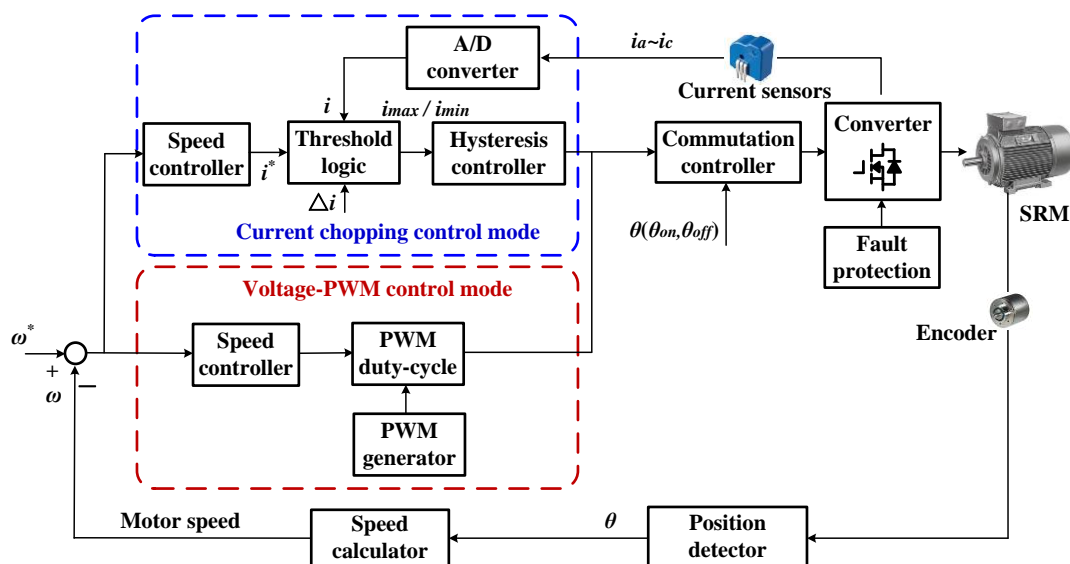 A/D
converter
ia~ic
Current sensors
i
imax / imin
Speed
controller
i*
Threshold
logic
Hysteresis
controller
Commutation
controller
Converter
SRM
△i
Current chopping control mode
θ(θon,θoff)
Fault
protection
Voltage-PWM control mode
Encoder
ω*
+
ω
−
Speed
controller
PWM
duty-cycle
PWM
generator
Motor speed
Speed
calculator
θ
Position
detector